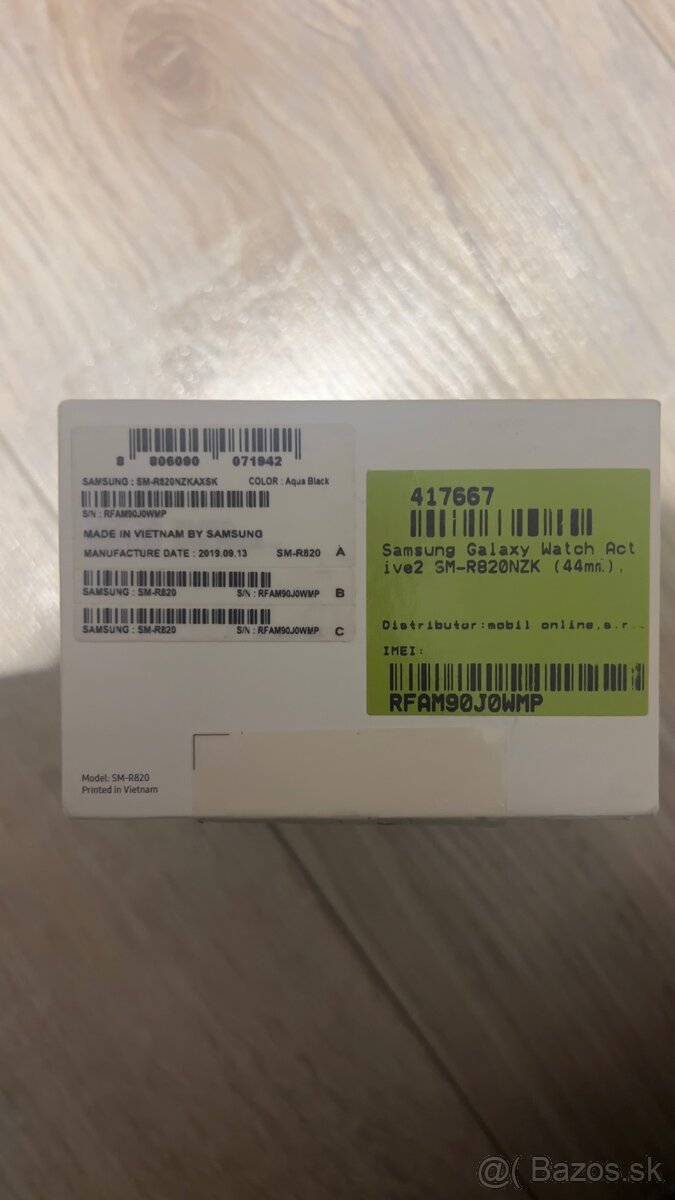 8 806090 071942
SAMSUNG : SM-R820NZKAXSK COLOR : Aqua Black
S/N : RFAM90J0WMP
MADE IN VIETNAM BY SAMSUNG
MANUFACTURE DATE : 2019.09.13 SM-R820 A
SAMSUNG : SM-R820 S/N : RFAM90J0WMP B
SAMSUNG : SM-R820 S/N : RFAM90J0WMP C
417667
Samsung Galaxy Watch Act
ive2 SM-R820NZK (44mm),
Distributor:mobil online,s.r.
IMEI:
RFAM90J0WMP
Model: SM-R820
Printed in Vietnam
@( Bazos.sk